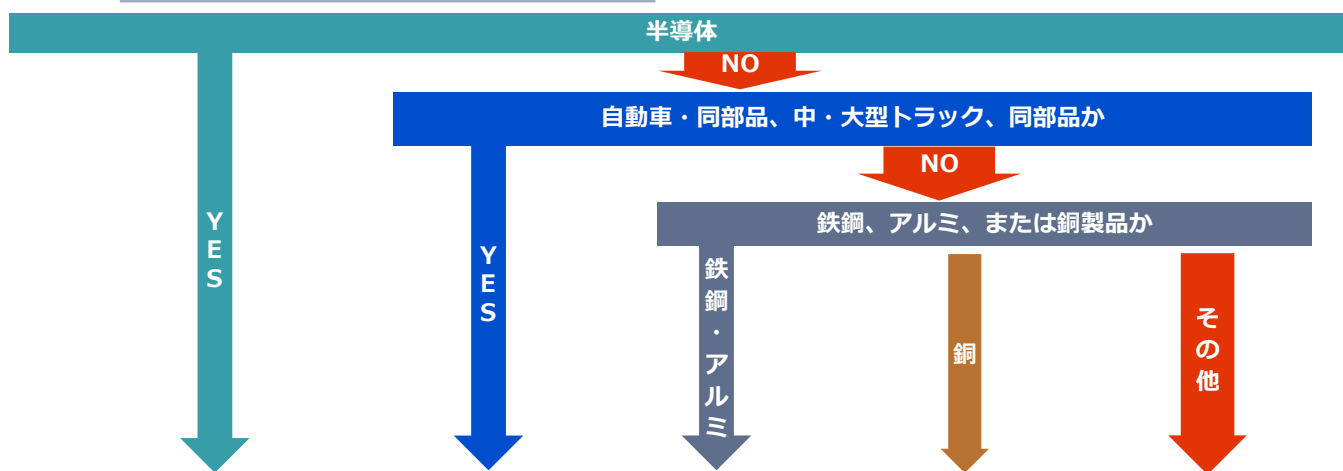 半導体
NO
自動車・同部品、中・大型トラック、同部品か
NO
鉄鋼、アルミ、または銅製品か
YES
YES
鉄鋼・アルミ
銅
その他